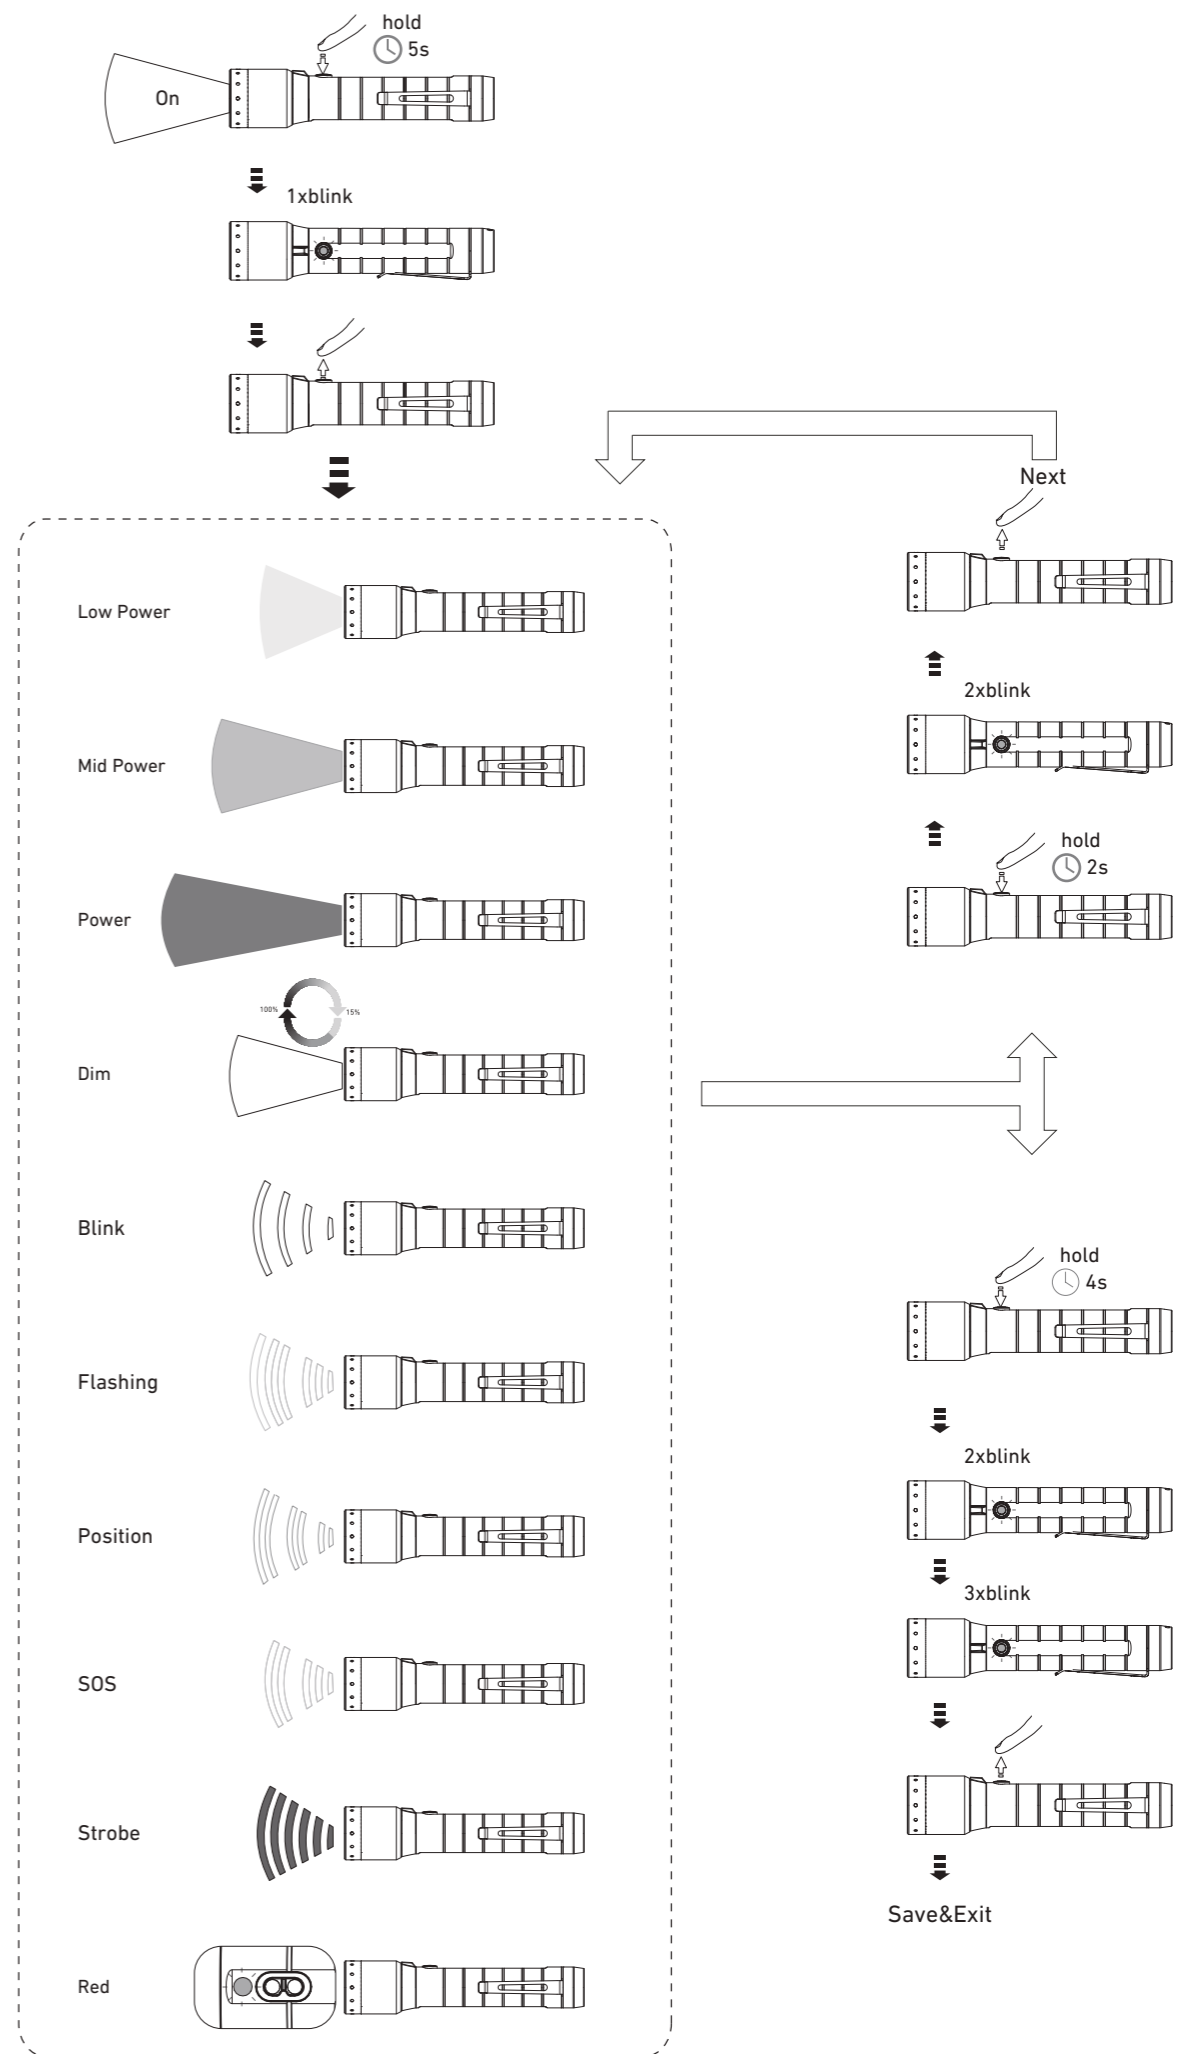 hold
5s
On
1xblink
Next
Low Power
2xblink
Mid Power
hold
2s
Power
100%
15%
Dim
Blink
hold
4s
Flashing
2xblink
Position
3xblink
SOS
Strobe
Save&Exit
Red